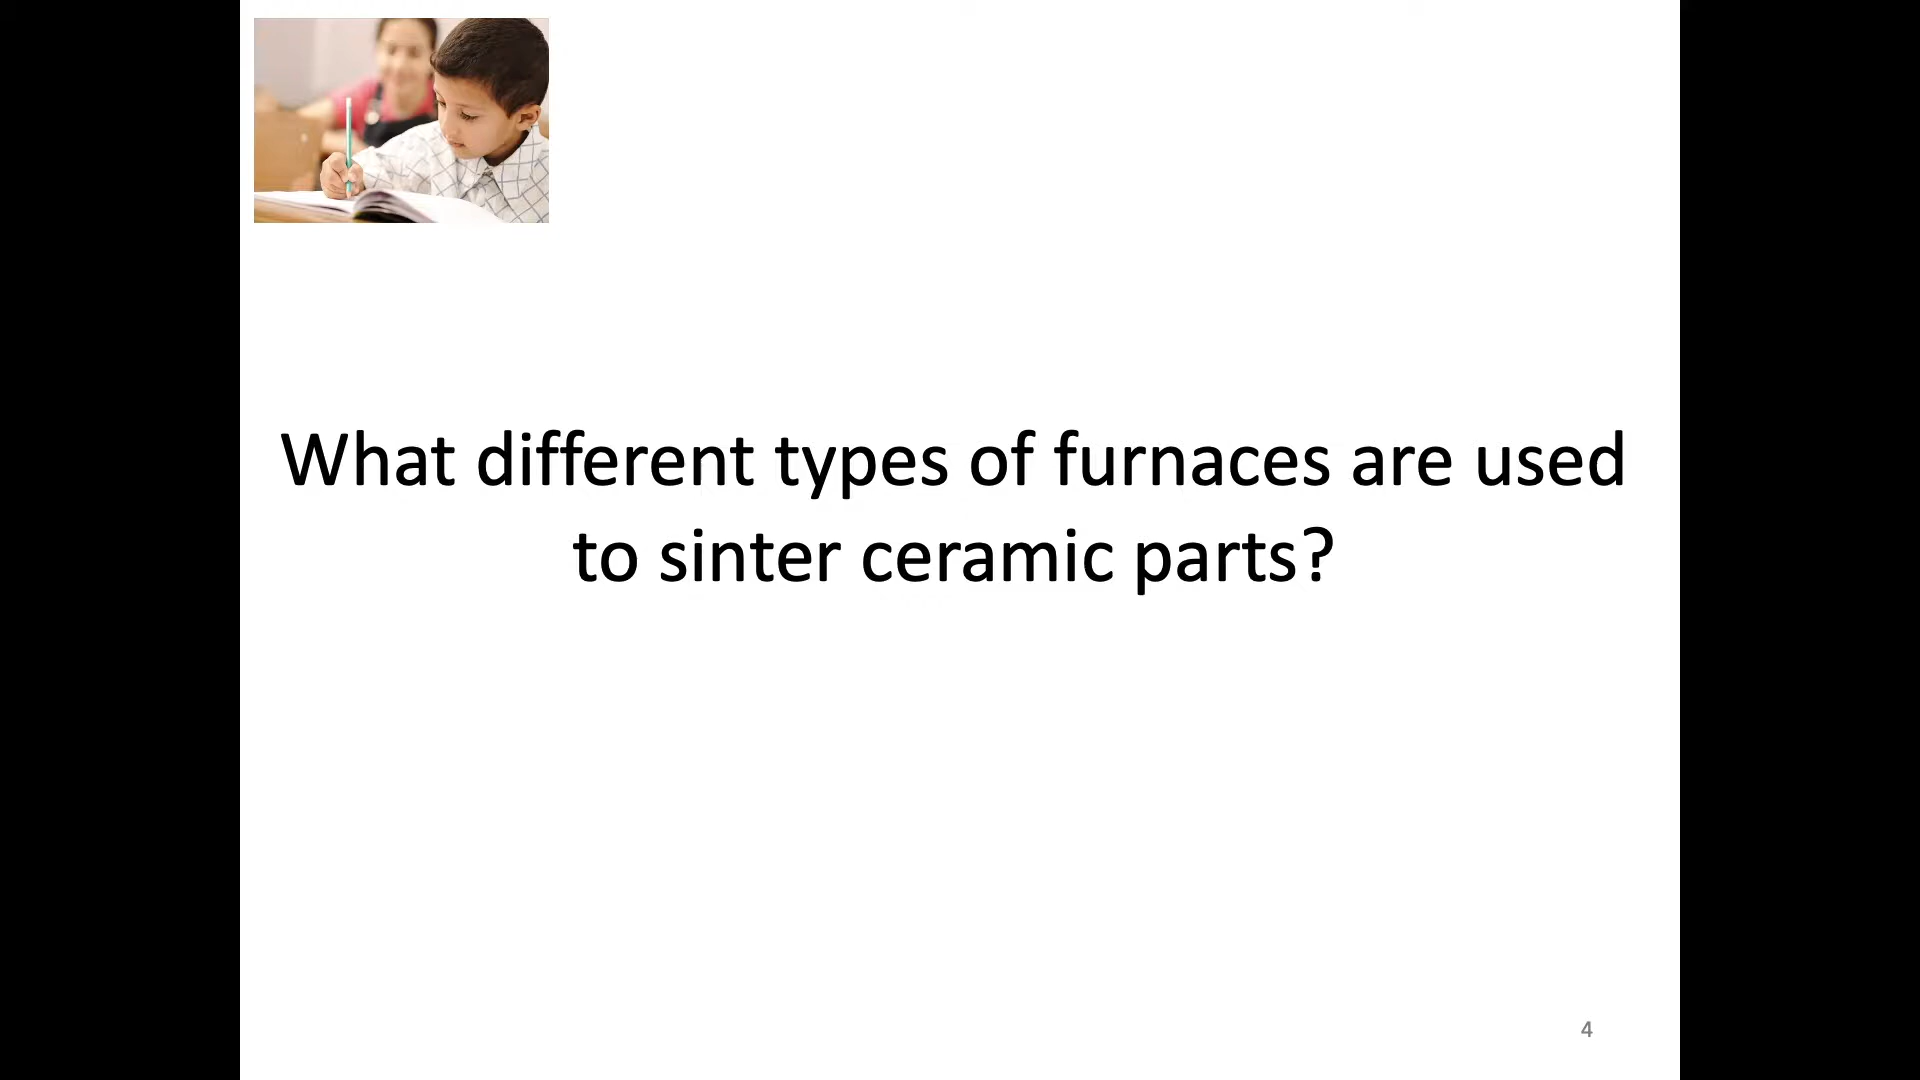 What different types of furnaces are used
to sinter ceramic parts?
4